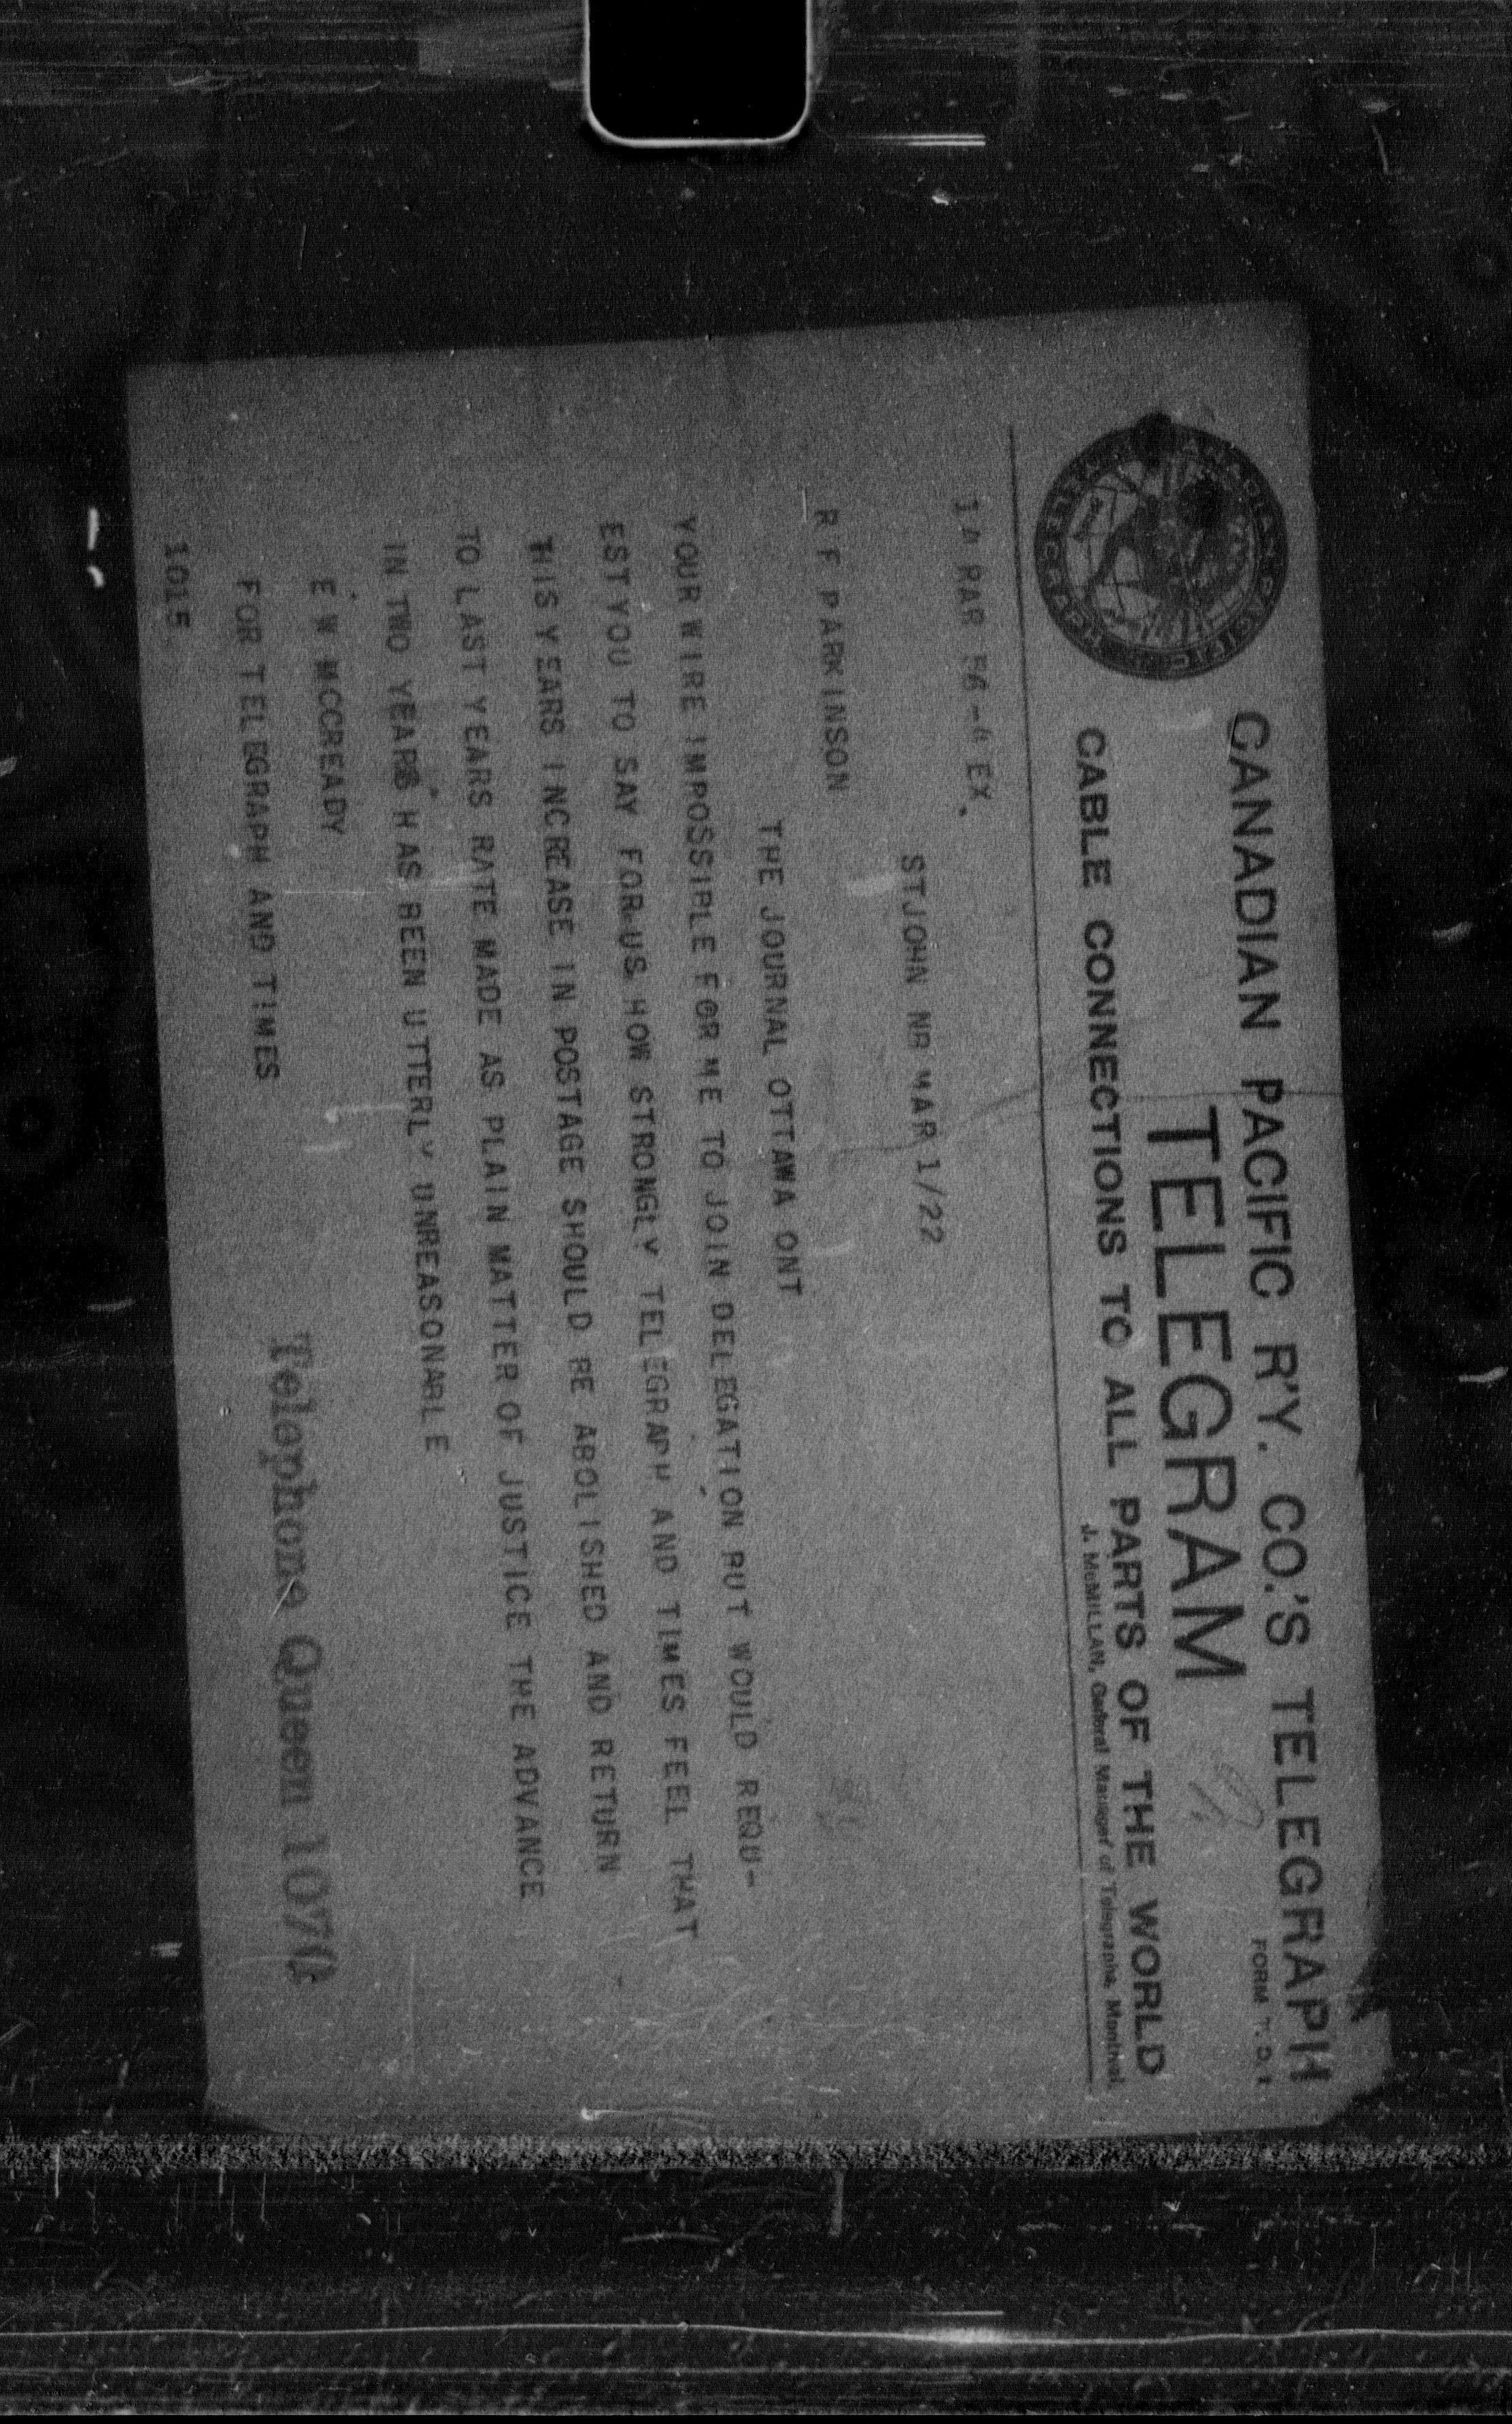 CANADIAN PACIFIC R'Y. CO.'S TELEGRAPH
TELEGRAM
FORM T. D. 1
CABLE CONNECTIONS TO ALL PARTS OF THE WORLD
J. McMILLAN, General Manager of Telegraphs, Montreal.
RAR 56-  EX.
STJOHN NB MAR 1/22
R F PARKINSON
THE JOURNAL OTTAWA ONT
YOUR WIRE IMPOSSIBLE FOR ME TO JOIN DELEGATION BUT WOULD REQU-
EST YOU TO SAY FOR US HOW STRONGLY TELEGRAPH AND TIMES FEEL THAT
THIS YEARS INCREASE IN POSTAGE SHOULD BE ABOLISHED AND RETURN
TO LAST YEARS RATE MADE AS PLAIN MATTER OF JUSTICE THE ADVANCE
IN TWO YEARS HAS BEEN UTTERLY UNREASONABLE
E W MCCREADY
FOR TELEGRAPH AND TIMES
1015
Telephone Queen 1070